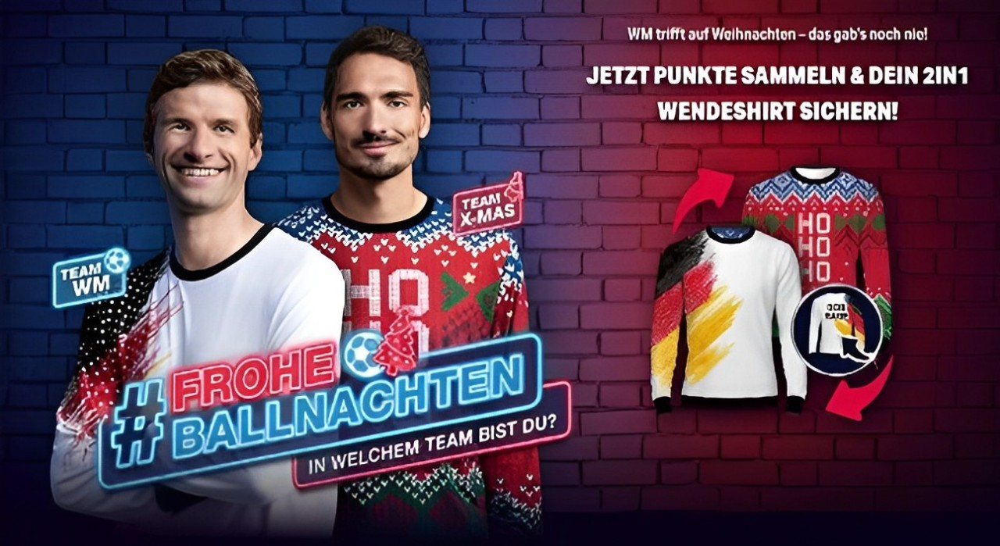 WM trifft auf Weihnachten – das gab's noch nie!
JETZT PUNKTE SAMMELN & DEIN 2IN1
WENDESHIRT SICHERN!
TEAM
X-MAS
TEAM
WM
HO
HO
HO
HO
#FROHE
BALLNACHTEN
IN WELCHEM TEAM BIST DU?